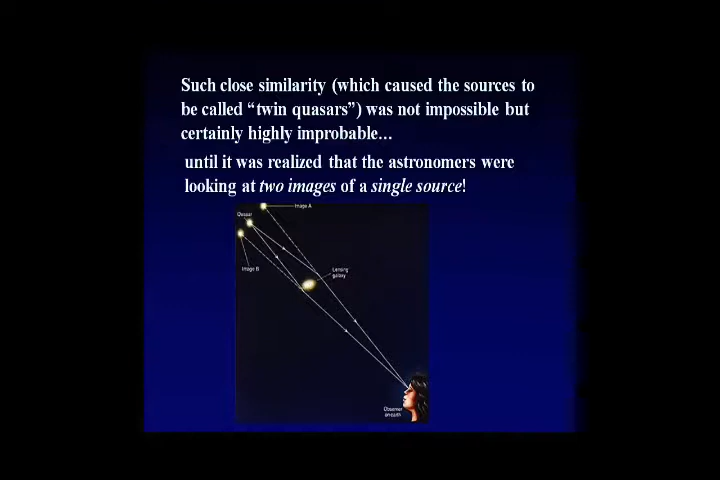 Such close similarity (which caused the sources to
be called “twin quasars”) was not impossible but
certainly highly improbable…
until it was realized that the astronomers were
looking at two images of a single source!
Image A
Quasar
Image B
Lensing
galaxy
Observer
on earth